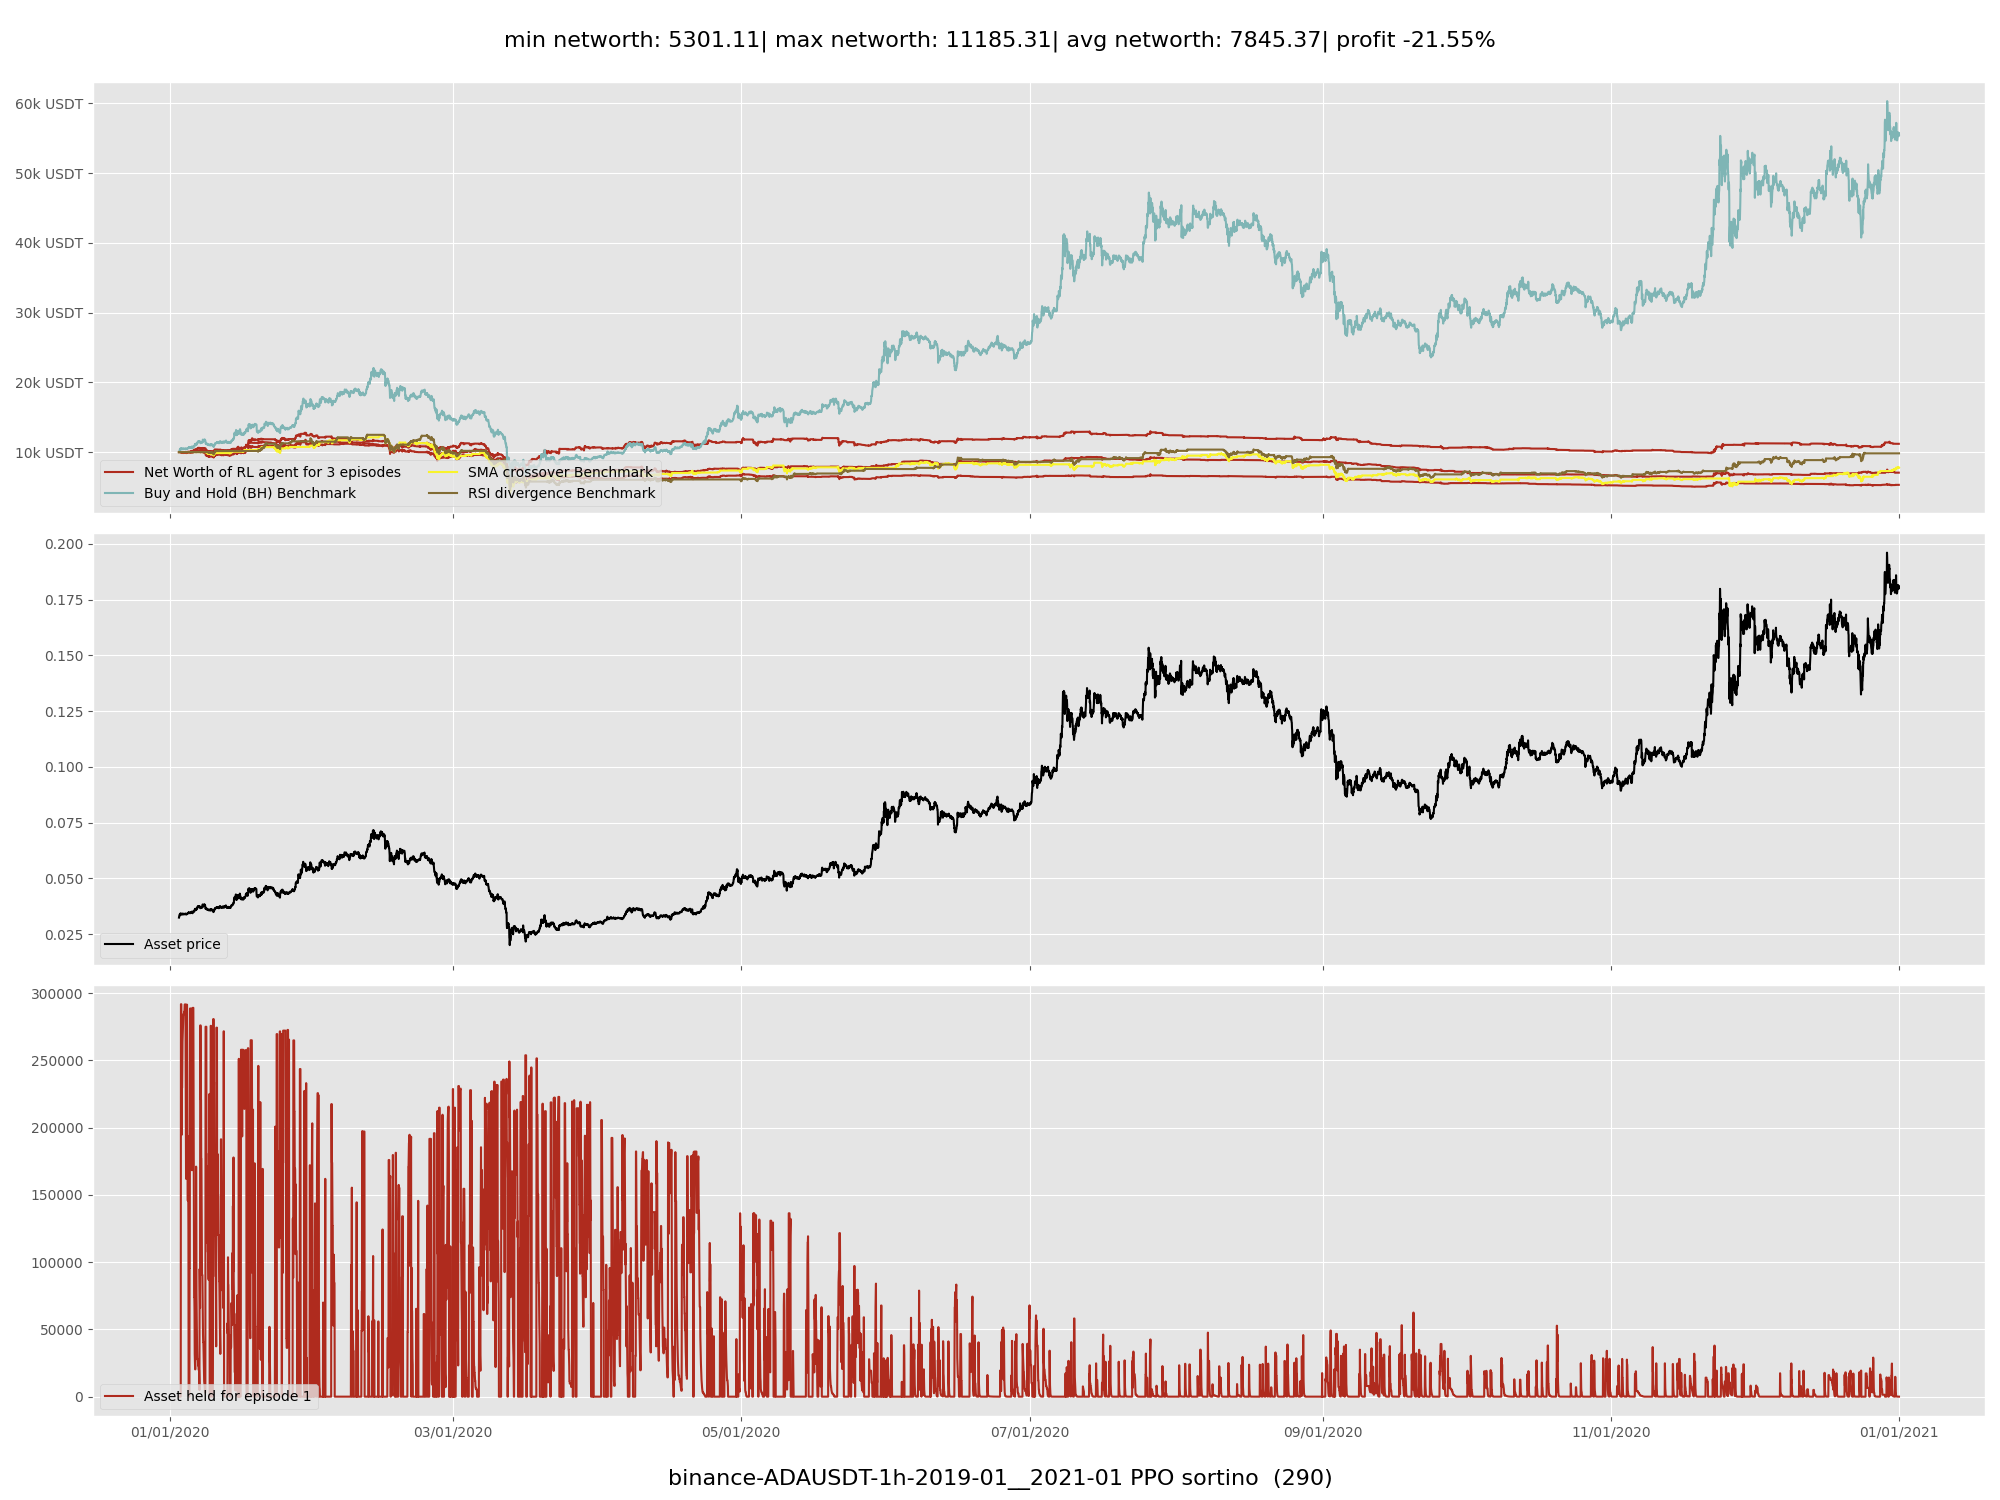 min networth: 5301.11| max networth: 11185.31| avg networth: 7845.37| profit -21.55%
60k USDT
50k USDT
40k USDT
30k USDT
20k USDT
10k USDT
Net Worth of RL agent for 3 episodes
Buy and Hold (BH) Benchmark
SMA crossover Benchmark
RSI divergence Benchmark
0.200
0.175
0.150
0.125
0.100
0.075
0.050
0.025
Asset price
300000
250000
200000
150000
100000
50000
0
Asset held for episode 1
01/01/2020 03/01/2020 05/01/2020 07/01/2020 09/01/2020 11/01/2020 01/01/2021
binance-ADAUSDT-1h-2019-01__2021-01 PPO sortino  (290)